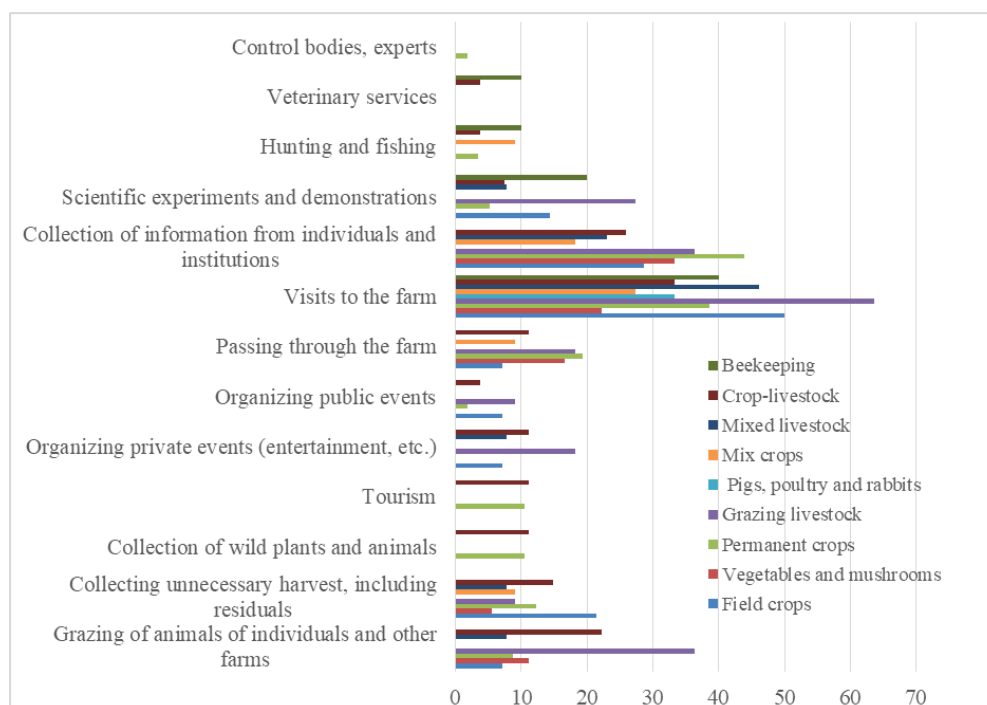 Control bodies, experts
Veterinary services
Hunting and fishing
Scientific experiments and demonstrations
Collection of information from individuals and
institutions
Visits to the farm
Passing through the farm
Organizing public events
Organizing private events (entertainment, etc.)
Tourism
Collection of wild plants and animals
Collecting unnecessary harvest, including
residuals
Grazing of animals of individuals and other
farms
Beekeeping
Crop-livestock
Mixed livestock
Mix crops
Pigs, poultry and rabbits
Grazing livestock
Permanent crops
Vegetables and mushrooms
Field crops
0 10 20 30 40 50 60 70